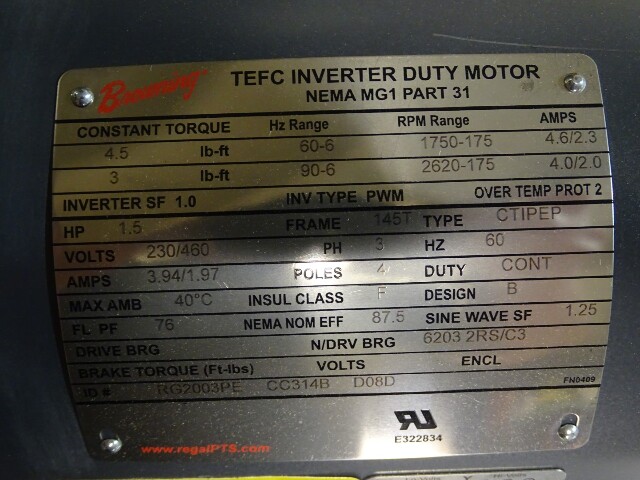 Browning
TEFC INVERTER DUTY MOTOR
NEMA MG1 PART 31
CONSTANT TORQUE Hz Range RPM Range AMPS
4.5 lb-ft 60-6 1750-175 4.6/2.3
3 lb-ft 90-6 2620-175 4.0/2.0
INVERTER SF 1.0 INV TYPE PWM OVER TEMP PROT 2
HP 1.5 FRAME 145T TYPE CTIPEP
VOLTS 230/460 PH 3 HZ 60
AMPS 3.94/1.97 POLES 4 DUTY CONT
MAX AMB 40°C INSUL CLASS F DESIGN B
FL PF 76 NEMA NOM EFF 87.5 SINE WAVE SF 1.25
DRIVE BRG N/DRV BRG 6203 2RS/C3
BRAKE TORQUE (Ft-lbs) VOLTS ENCL
ID # RG2003PE CC314B D08D FN0409
www.regalPTS.com
E322834